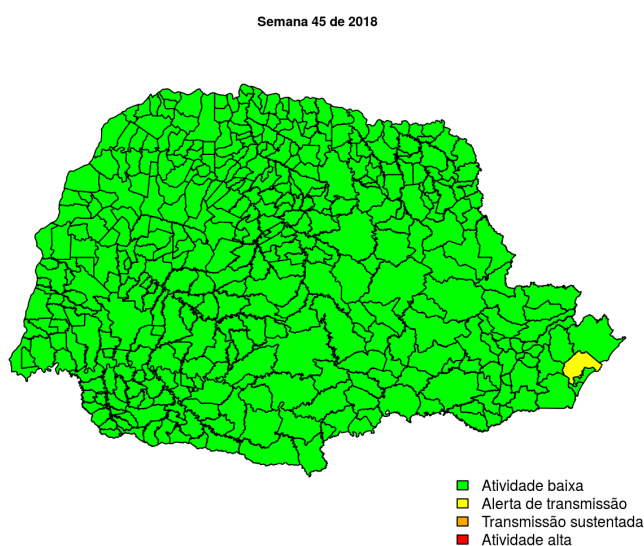 Semana 45 de 2018
Atividade baixa
Alerta de transmissão
Transmissão sustentada
Atividade alta